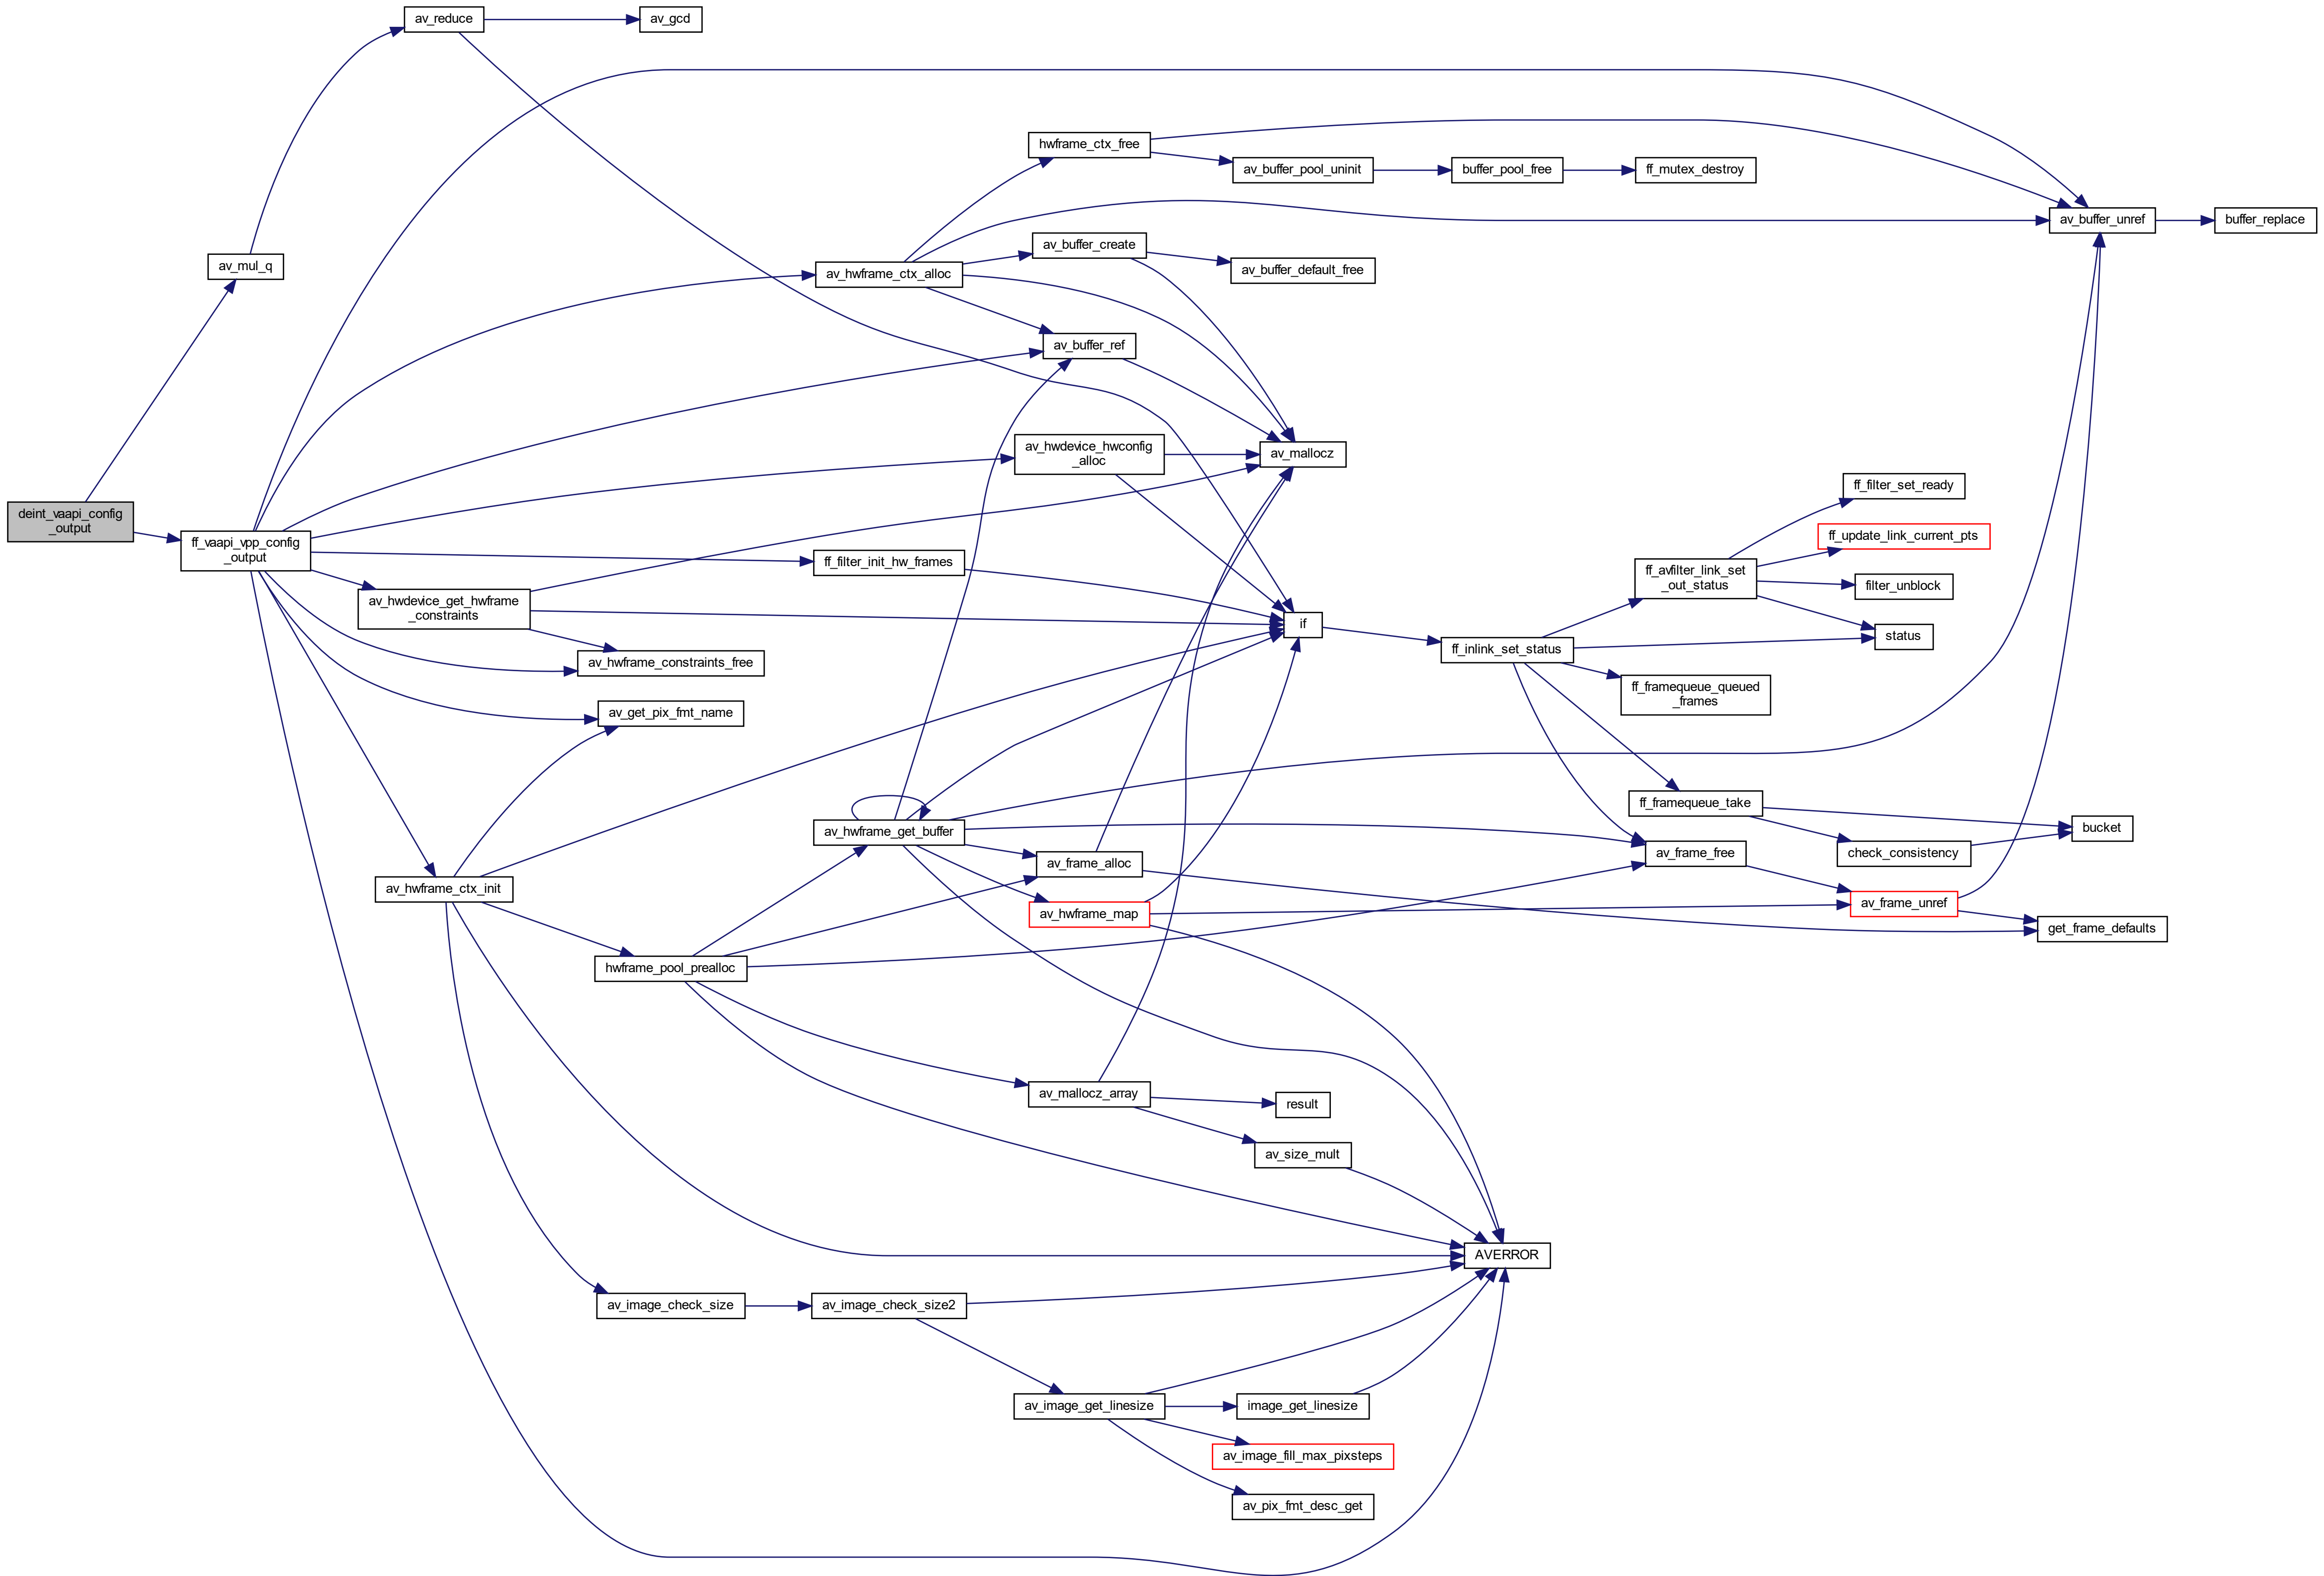 av_reduce
av_gcd
hwframe_ctx_free
av_buffer_pool_uninit
buffer_pool_free
ff_mutex_destroy
av_buffer_unref
buffer_replace
av_mul_q
av_hwframe_ctx_alloc
av_buffer_create
av_buffer_default_free
av_buffer_ref
av_hwdevice_hwconfig
_alloc
av_mallocz
ff_filter_set_ready
deint_vaapi_config
_output
ff_vaapi_vpp_config
_output
ff_filter_init_hw_frames
ff_update_link_current_pts
ff_avfilter_link_set
_out_status
filter_unblock
av_hwdevice_get_hwframe
_constraints
if
status
ff_inlink_set_status
av_hwframe_constraints_free
ff_framequeue_queued
_frames
av_get_pix_fmt_name
ff_framequeue_take
av_hwframe_get_buffer
bucket
av_frame_alloc
av_frame_free
check_consistency
av_hwframe_ctx_init
av_hwframe_map
av_frame_unref
get_frame_defaults
hwframe_pool_prealloc
av_mallocz_array
result
av_size_mult
AVERROR
av_image_check_size
av_image_check_size2
av_image_get_linesize
image_get_linesize
av_image_fill_max_pixsteps
av_pix_fmt_desc_get